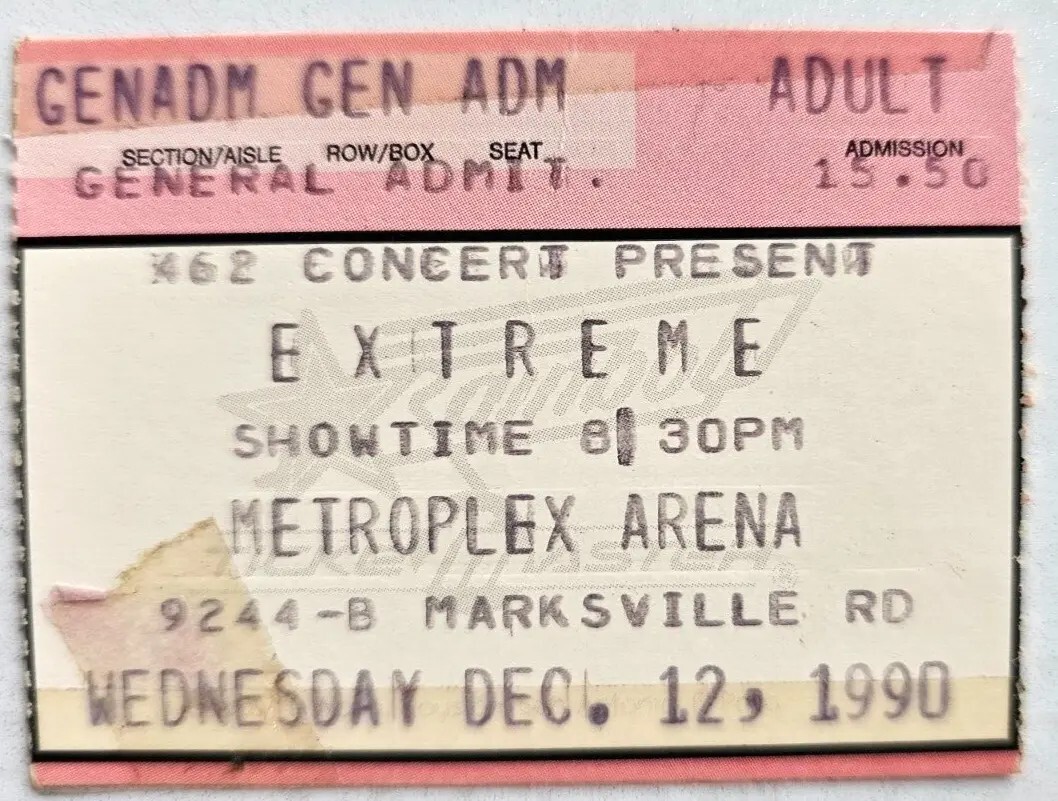 GENADM GEN ADM ADULT
SECTION/AISLE ROW/BOX SEAT ADMISSION
GENERAL ADMIT. 15.50
462 CONCERT PRESENT
EXTREME
SHOWTIME 8 30PM
METROPLEX ARENA
9244-B MARKSVILLE RD
WEDNESDAY DEC. 12, 1990